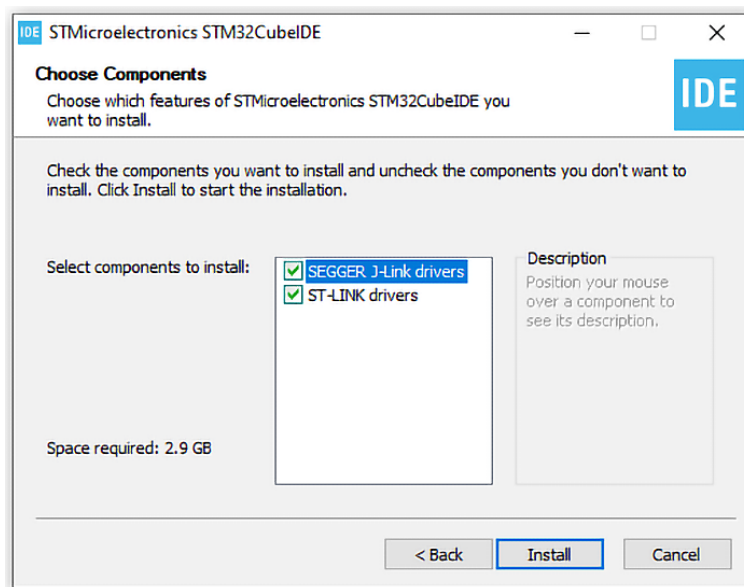 IDE STMicroelectronics STM32CubeIDE
Choose Components
Choose which features of STMicroelectronics STM32CubeIDE you
want to install.
IDE
Check the components you want to install and uncheck the components you don't want to
install. Click Install to start the installation.
Select components to install:
SEGGER J-Link drivers
ST-LINK drivers
Description
Position your mouse
over a component to
see its description.
Space required: 2.9 GB
< Back
Install
Cancel